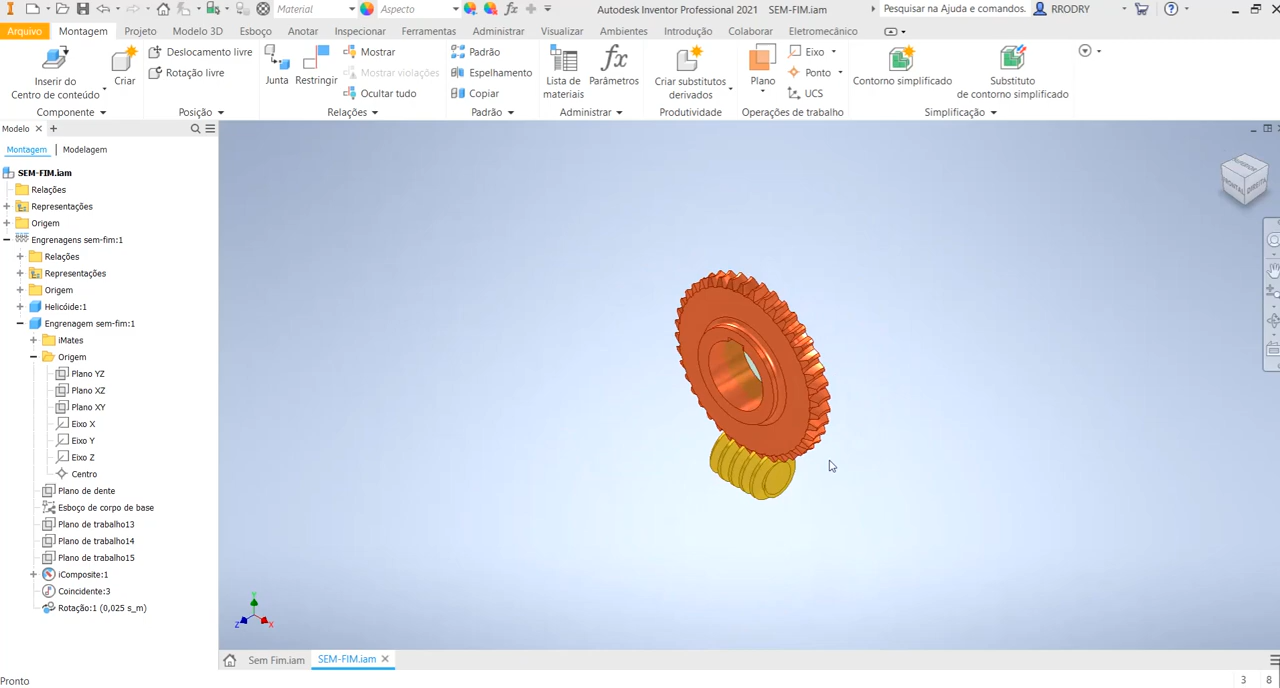 Material
Aspecto
Autodesk Inventor Professional 2021
SEM-FIM.iam
Pesquisar na Ajuda e comandos.
RRODRY
Arquivo
Montagem
Projeto
Modelo 3D
Esboço
Anotar
Inspecionar
Ferramentas
Administrar
Visualizar
Ambientes
Introdução
Colaborar
Eletromecânico
Inserir do
Centro de conteúdo
Criar
Componente
Deslocamento livre
Rotação livre
Posição
Junta
Restringir
Mostrar
Mostrar violações
Ocultar tudo
Relações
Padrão
Espelhamento
Copiar
Padrão
Lista de
materiais
Parâmetros
Administrar
Criar substitutos
derivados
Produtividade
Plano
Eixo
Ponto
UCS
Operações de trabalho
Contorno simplificado
Substituto
de contorno simplificado
Simplificação
Modelo
Montagem
Modelagem
SEM-FIM.iam
Relações
Representações
Origem
Engrenagens sem-fim:1
Relações
Representações
Origem
Helicóide:1
Engrenagem sem-fim:1
iMates
Origem
Plano YZ
Plano XZ
Plano XY
Eixo X
Eixo Y
Eixo Z
Centro
Plano de dente
Esboço de corpo de base
Plano de trabalho13
Plano de trabalho14
Plano de trabalho15
iComposite:1
Coincidente:3
Rotação:1 (0,025 s_m)
FRONTAL
DIREITA
Y
Z
X
Sem Fim.iam
SEM-FIM.iam
Pronto
3
8